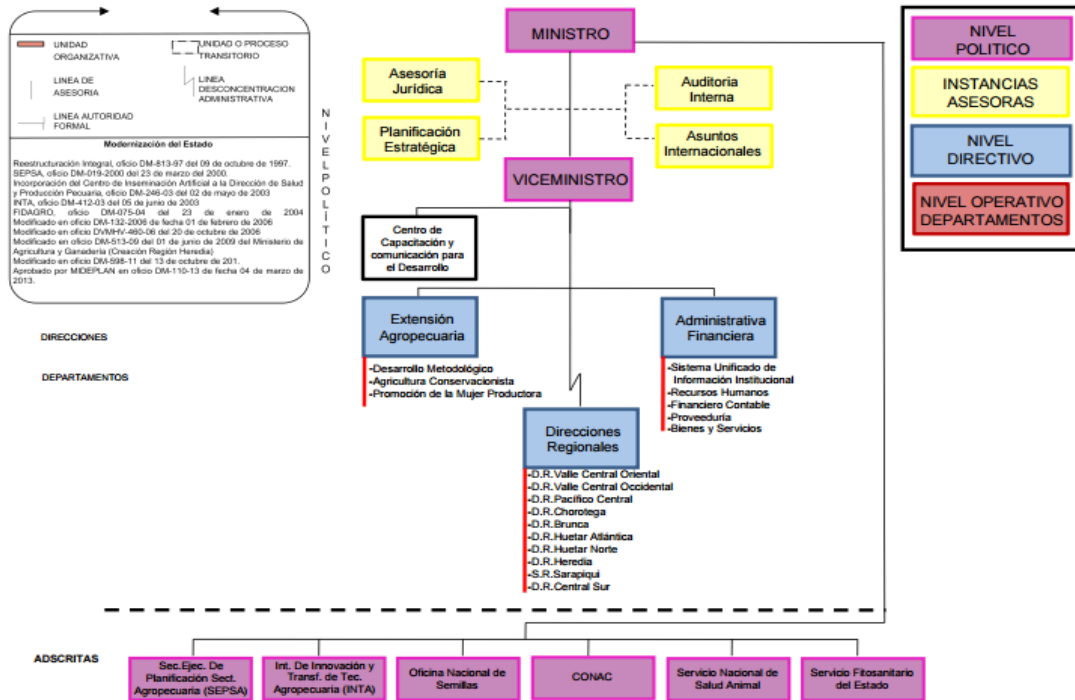 UNIDAD
ORGANIZATIVA
UNIDAD O PROCESO
TRANSITORIO
LINEA DE
ASESORIA
LINEA
DESCONCENTRACION
ADMINISTRATIVA
LINEA AUTORIDAD
FORMAL
Modernización del Estado
Reestructuración Integral, oficio DM-813-97 del 09 de octubre de 1997.
SEPSA, oficio DM-019-2000 del 23 de marzo del 2000.
Incorporación del Centro de Inseminación Artificial a la Dirección de Salud
y Producción Pecuaria, oficio DM-246-03 del 02 de mayo de 2003
INTA, oficio DM-412-03 del 05 de junio de 2003
FIDAGRO, oficio DM-075-04 del 23 de enero de 2004
Modificado en oficio DM-132-2006 de fecha 01 de febrero de 2006
Modificado en oficio DVMHV-460-06 del 20 de octubre de 2006
Modificado en oficio DM-513-09 del 01 de junio de 2009 del Ministerio de
Agricultura y Ganadería (Creación Región Heredia)
Modificado en oficio DM-598-11 del 13 de octubre de 201.
Aprobado por MIDEPLAN en oficio DM-110-13 de fecha 04 de marzo de
2013.
NIVEL POLÍTICO
MINISTRO
Asesoría
Jurídica
Auditoria
Interna
Planificación
Estratégica
Asuntos
Internacionales
VICEMINISTRO
Centro de
Capacitación y
comunicación para
el Desarrollo
NIVEL
POLITICO
INSTANCIAS
ASESORAS
NIVEL
DIRECTIVO
NIVEL OPERATIVO
DEPARTAMENTOS
DIRECCIONES
Extensión
Agropecuaria
Administrativa
Financiera
DEPARTAMENTOS
-Desarrollo Metodológico
-Agricultura Conservacionista
-Promoción de la Mujer Productora
-Sistema Unificado de
Información Institucional
-Recursos Humanos
-Financiero Contable
-Proveeduría
-Bienes y Servicios
Direcciones
Regionales
-D.R.Valle Central Oriental
-D.R.Valle Central Occidental
-D.R.Pacífico Central
-D.R.Chorotega
-D.R.Brunca
-D.R.Huetar Atlántica
-D.R.Huetar Norte
-D.R.Heredia
-S.R.Sarapiqui
-D.R.Central Sur
ADSCRITAS
Sec.Ejec. De
Planificación Sect.
Agropecuaria (SEPSA)
Int. De Innovación y
Transf. de Tec.
Agropecuaria (INTA)
Oficina Nacional de
Semillas
CONAC
Servicio Nacional de
Salud Animal
Servicio Fitosanitario
del Estado